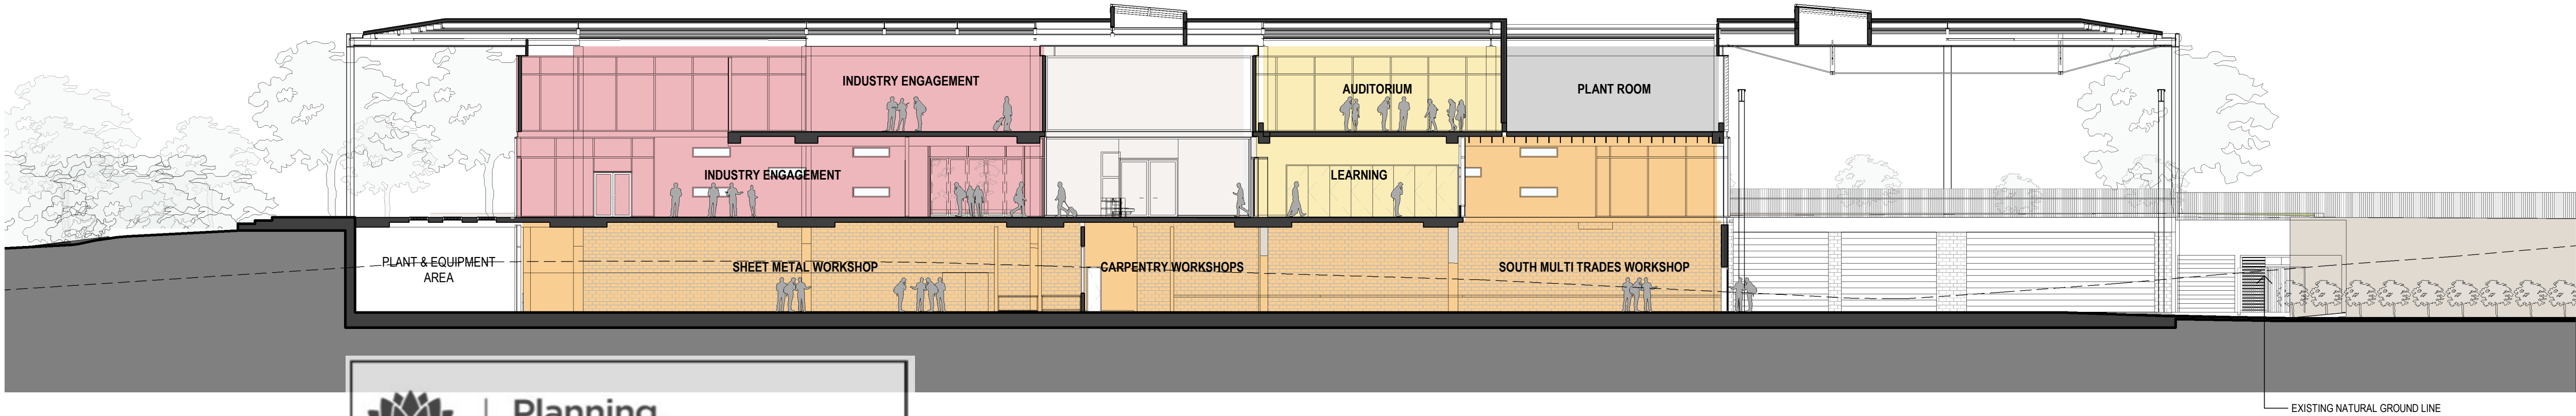 INDUSTRY ENGAGEMENT
AUDITORIUM
PLANT ROOM
INDUSTRY ENGAGEMENT
LEARNING
PLANT & EQUIPMENT
AREA
SHEET METAL WORKSHOP
CARPENTRY WORKSHOPS
SOUTH MULTI TRADES WORKSHOP
EXISTING NATURAL GROUND LINE
Planning